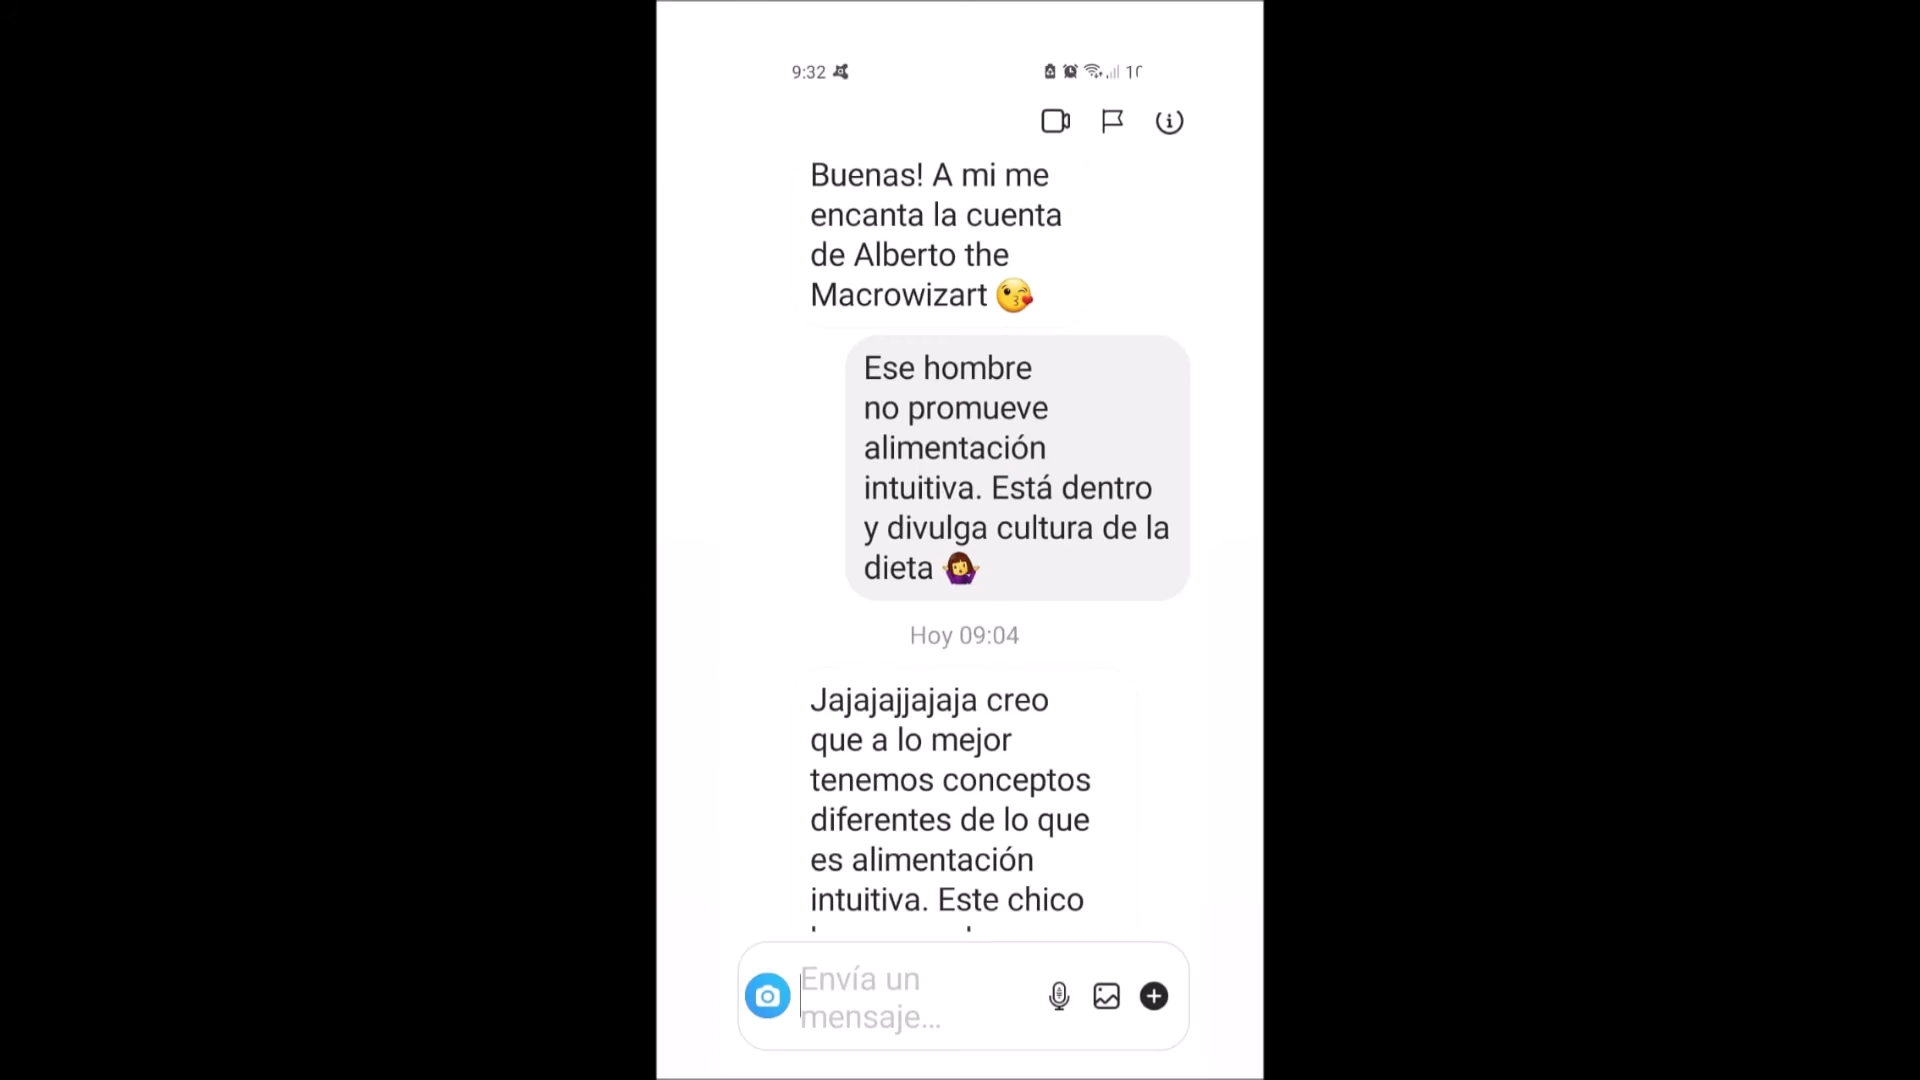 9:32
Buenas! A mi me
encanta la cuenta
de Alberto the
Macrowizart 😘
Ese hombre
no promueve
alimentación
intuitiva. Está dentro
y divulga cultura de la
dieta 🤷‍♀️
Hoy 09:04
Jajajajjajaja creo
que a lo mejor
tenemos conceptos
diferentes de lo que
es alimentación
intuitiva. Este chico
Envía un
mensaje...